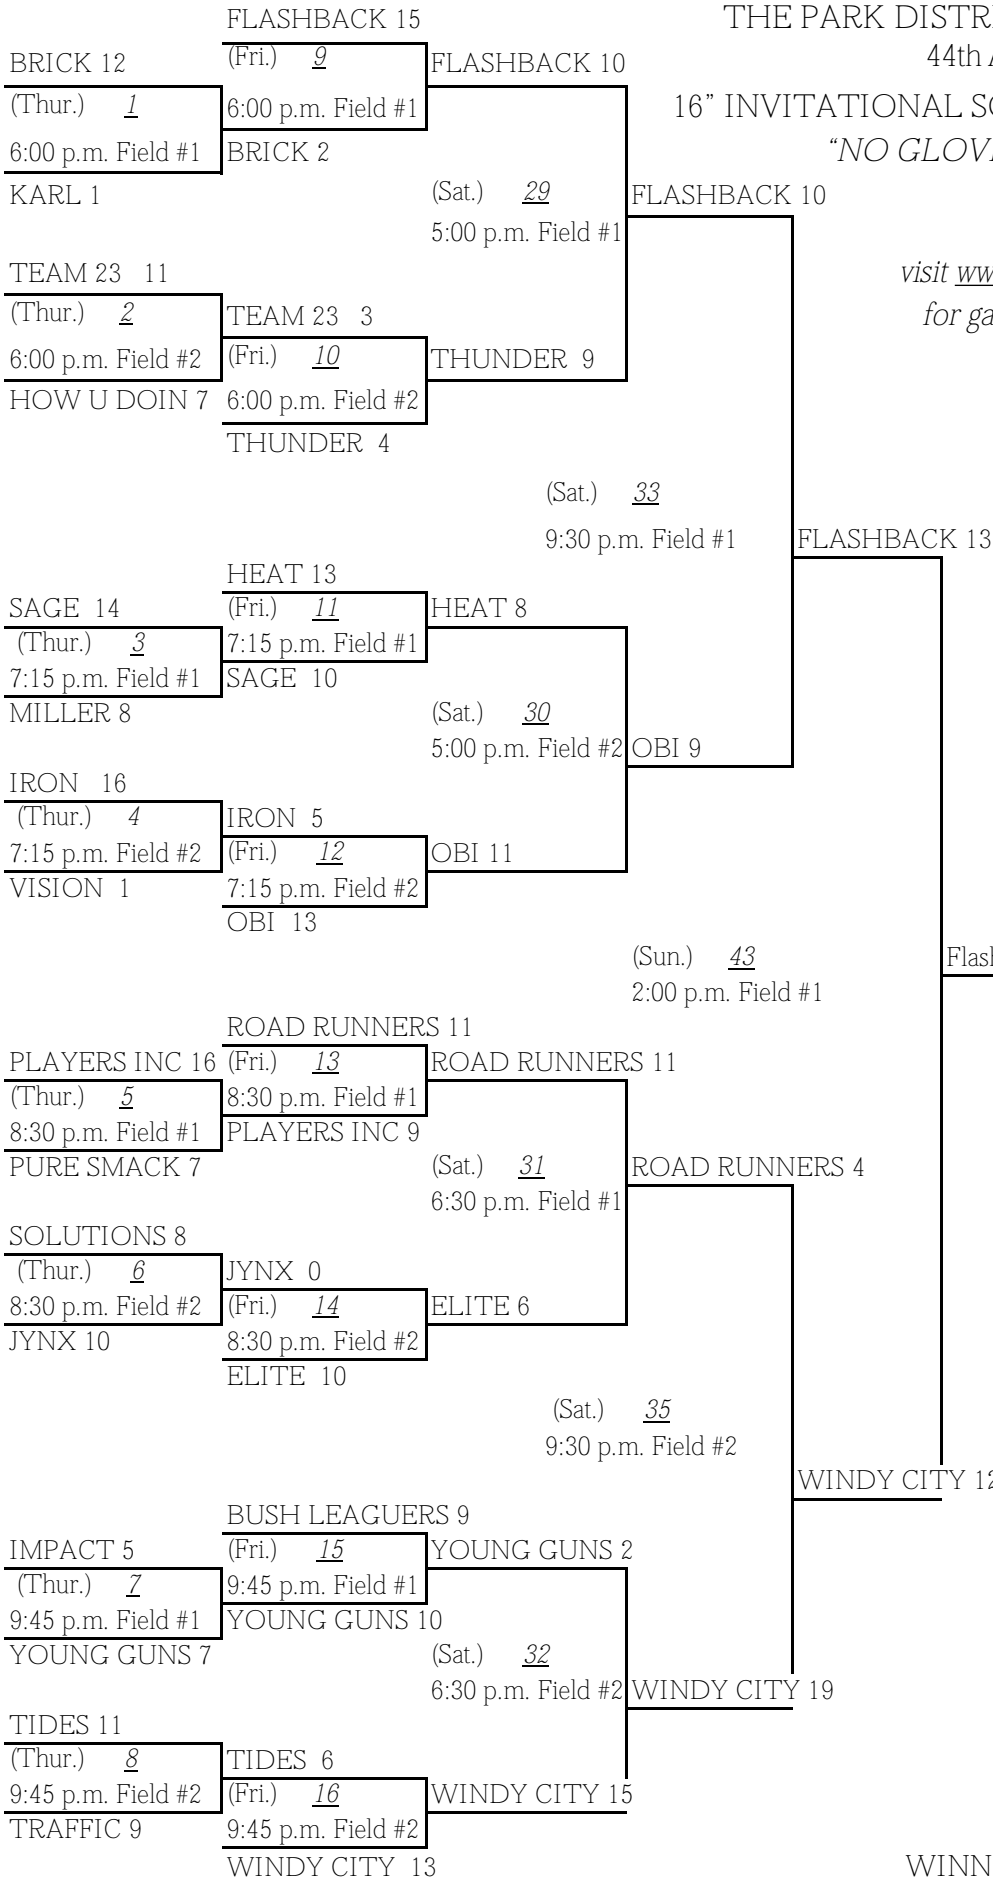 FLASHBACK 15
THE PARK DISTR
BRICK 12
(Fri.) 9
FLASHBACK 10
44th
(Thur.) 1
6:00 p.m. Field #1
16” INVITATIONAL
6:00 p.m. Field #1
BRICK 2
“NO
KARL 1
(Sat.) 29
FLASHBACK 10
5:00 p.m. Field #1
TEAM 23 11
visit
(Thur.) 2
TEAM 23 3
for
6:00 p.m. Field #2
(Fri.) 10
THUNDER 9
HOW U DOIN 7
6:00 p.m. Field #2
THUNDER 4
(Sat.) 33
9:30 p.m. Field #1
FLASHBACK 13
HEAT 13
SAGE 14
(Fri.) 11
HEAT 8
(Thur.) 3
7:15 p.m. Field #1
7:15 p.m. Field #1
SAGE 10
MILLER 8
(Sat.) 30
5:00 p.m. Field #2
OBI 9
IRON 16
(Thur.) 4
IRON 5
7:15 p.m. Field #2
(Fri.) 12
OBI 11
VISION 1
7:15 p.m. Field #2
OBI 13
(Sun.) 43
Flas
2:00 p.m. Field #1
ROAD RUNNERS 11
PLAYERS INC 16
(Fri.) 13
ROAD RUNNERS 11
(Thur.) 5
8:30 p.m. Field #1
8:30 p.m. Field #1
PLAYERS INC 9
PURE SMACK 7
(Sat.) 31
ROAD RUNNERS 4
6:30 p.m. Field #1
SOLUTIONS 8
(Thur.) 6
JYNX 0
8:30 p.m. Field #2
(Fri.) 14
ELITE 6
JYNX 10
8:30 p.m. Field #2
ELITE 10
(Sat.) 35
9:30 p.m. Field #2
WINDY CITY 12
BUSH LEAGUERS 9
IMPACT 5
(Fri.) 15
YOUNG GUNS 2
(Thur.) 7
9:45 p.m. Field #1
9:45 p.m. Field #1
YOUNG GUNS 10
YOUNG GUNS 7
(Sat.) 32
6:30 p.m. Field #2
WINDY CITY 19
TIDES 11
(Thur.) 8
TIDES 6
9:45 p.m. Field #2
(Fri.) 16
WINDY CITY 15
TRAFFIC 9
9:45 p.m. Field #2
WINDY CITY 13
WINN